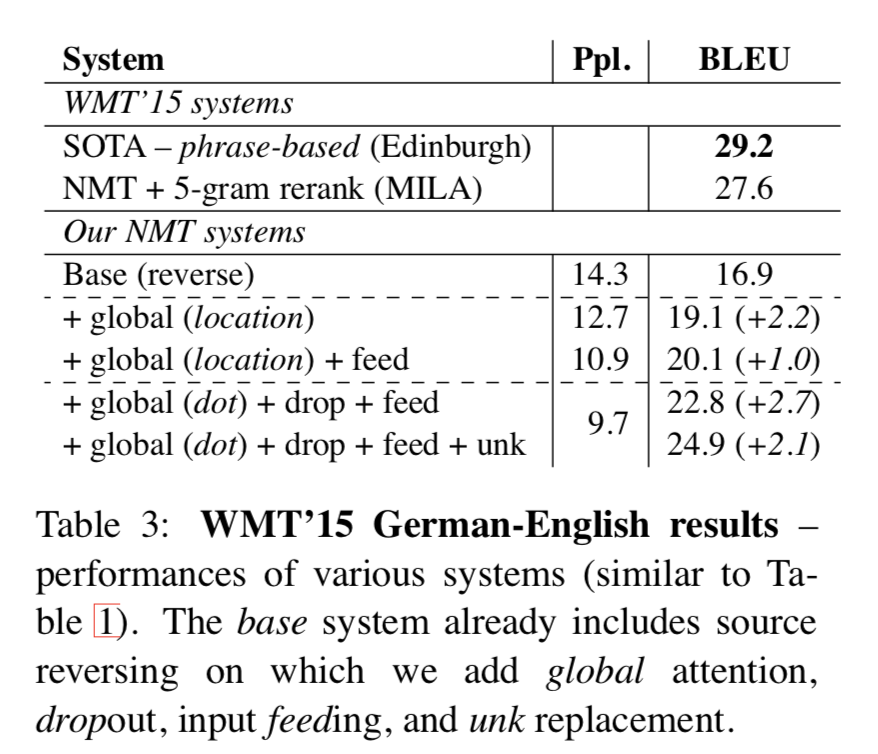 System Ppl. BLEU
WMT’15 systems
SOTA – phrase-based (Edinburgh) 29.2
NMT + 5-gram rerank (MILA) 27.6
Our NMT systems
Base (reverse) 14.3 16.9
+ global (location) 12.7 19.1 (+2.2)
+ global (location) + feed 10.9 20.1 (+1.0)
+ global (dot) + drop + feed 9.7 22.8 (+2.7)
+ global (dot) + drop + feed + unk 24.9 (+2.1)
Table 3: WMT’15 German-English results –
performances of various systems (similar to Ta-
ble 1). The base system already includes source
reversing on which we add global attention,
dropout, input feeding, and unk replacement.